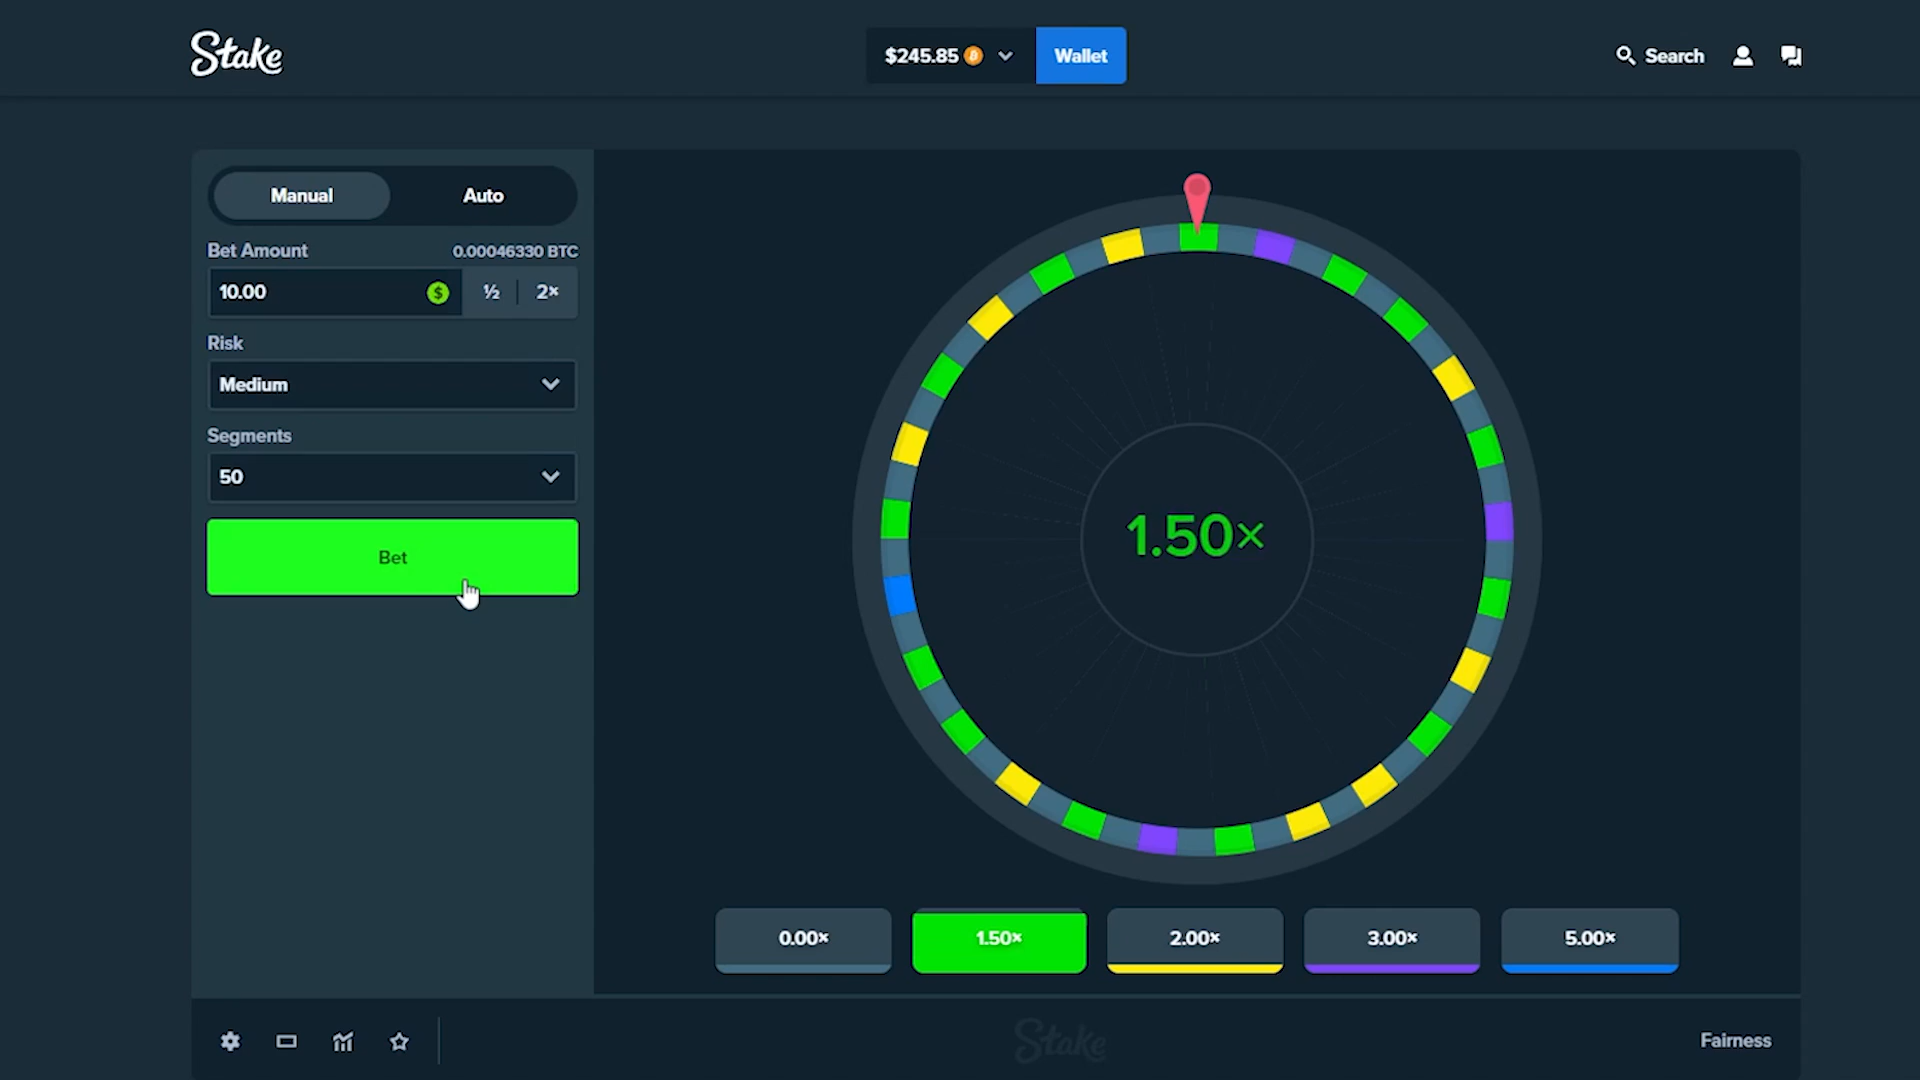 Stake
$245.85
Wallet
Search
Manual
Auto
Bet Amount
0.00046330 BTC
10.00
$
½
2×
Risk
Medium
Segments
50
Bet
1.50×
0.00×
1.50×
2.00×
3.00×
5.00×
Stake
Fairness